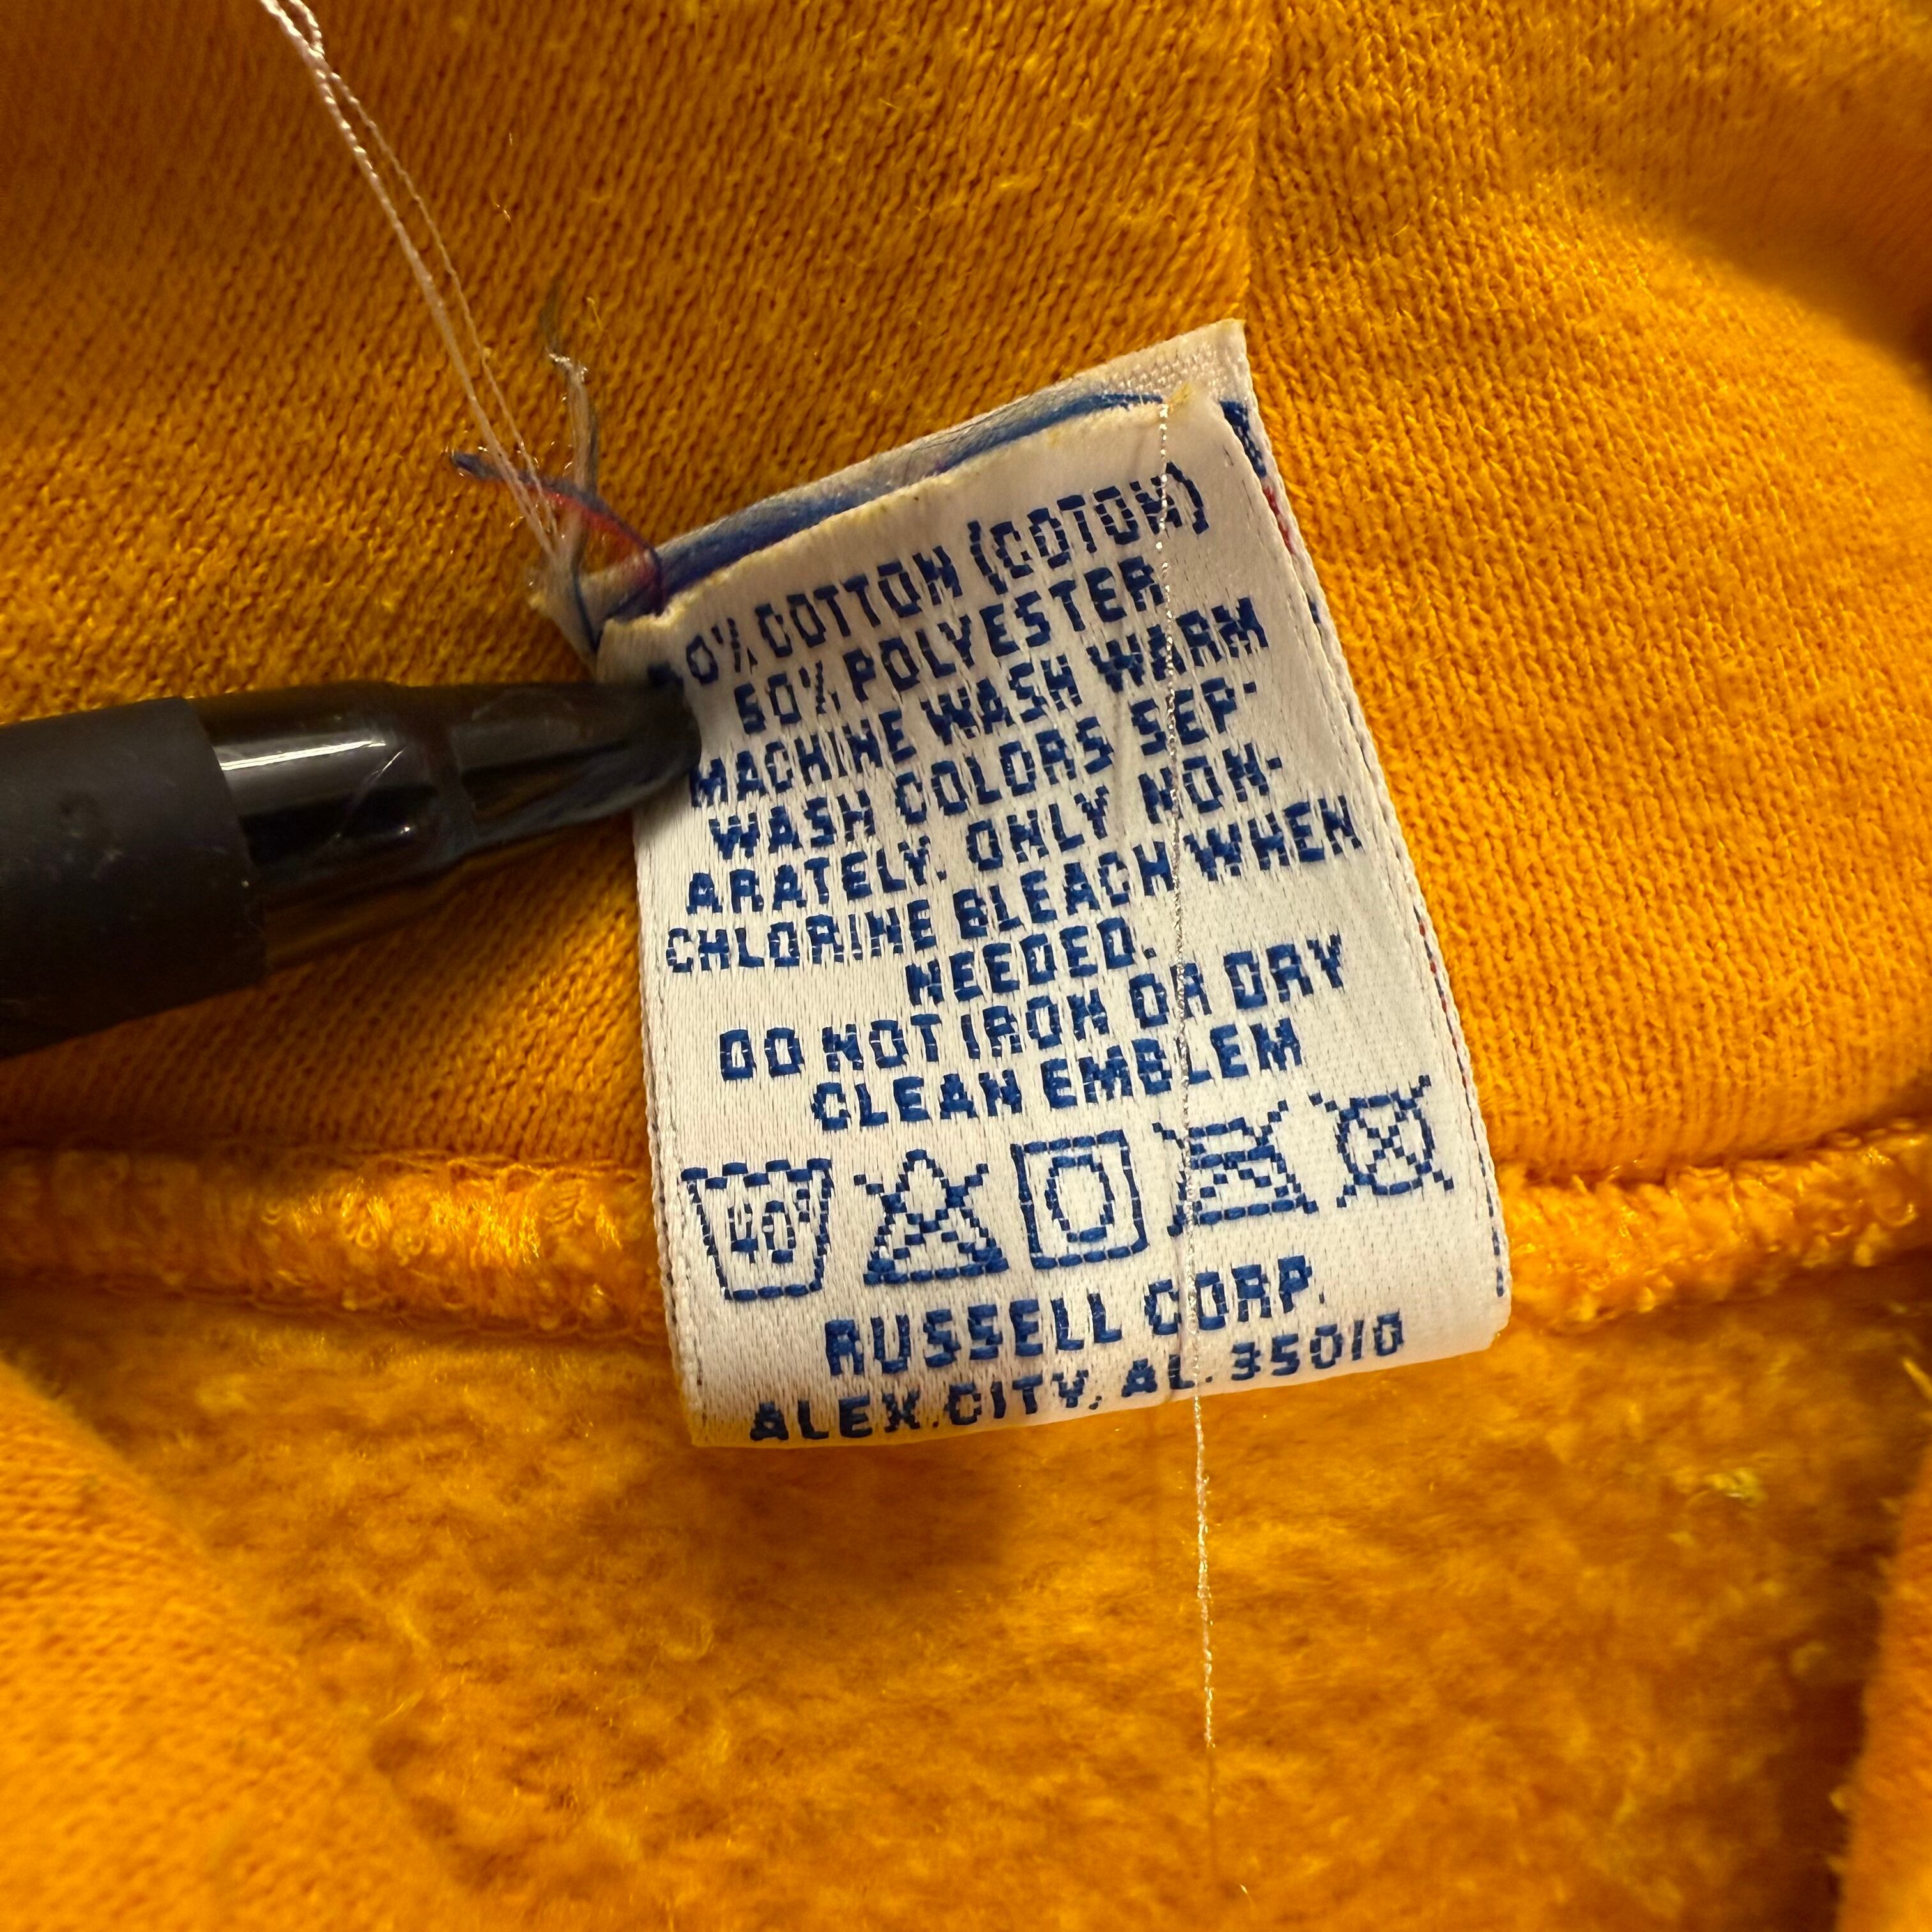 COTTON (COTON)
50% POLYESTER
MACHINE WASH WARM
WASH COLORS SEP-
ARATELY. ONLY NON-
CHLORINE BLEACH WHEN
NEEDED.
DO NOT IRON OR DRY
CLEAN EMBLEM
40°
RUSSELL CORP.
ALEX.CITY, AL. 35010